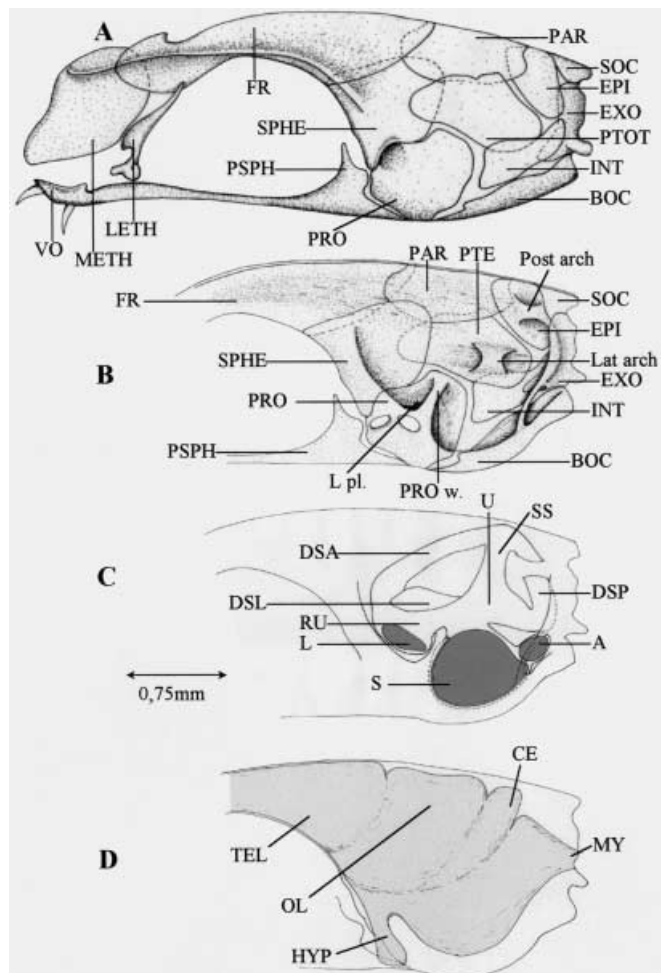 A
PAR
SOC
EPI
FR
EXO
SPHE
PTOT
PSPH
INT
BOC
VO
LETH
METH
PRO
PAR
PTE
Post arch
FR
SOC
EPI
SPHE
Lat arch
B
EXO
PRO
INT
PSPH
BOC
L pl.
PRO w.
U
SS
DSA
C
DSP
DSL
RU
L
A
S
0,75mm
CE
TEL
MY
D
OL
HYP